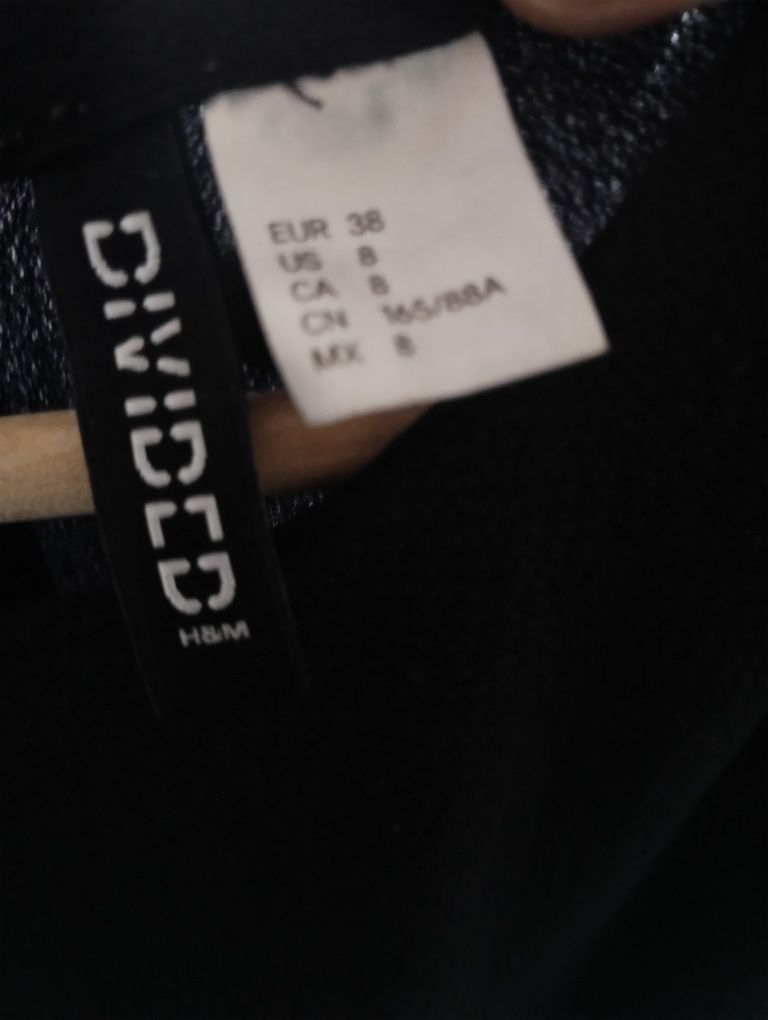 DIVIDED
H&M
EUR 38
US 8
CA 8
CN 165/88A
MX 8